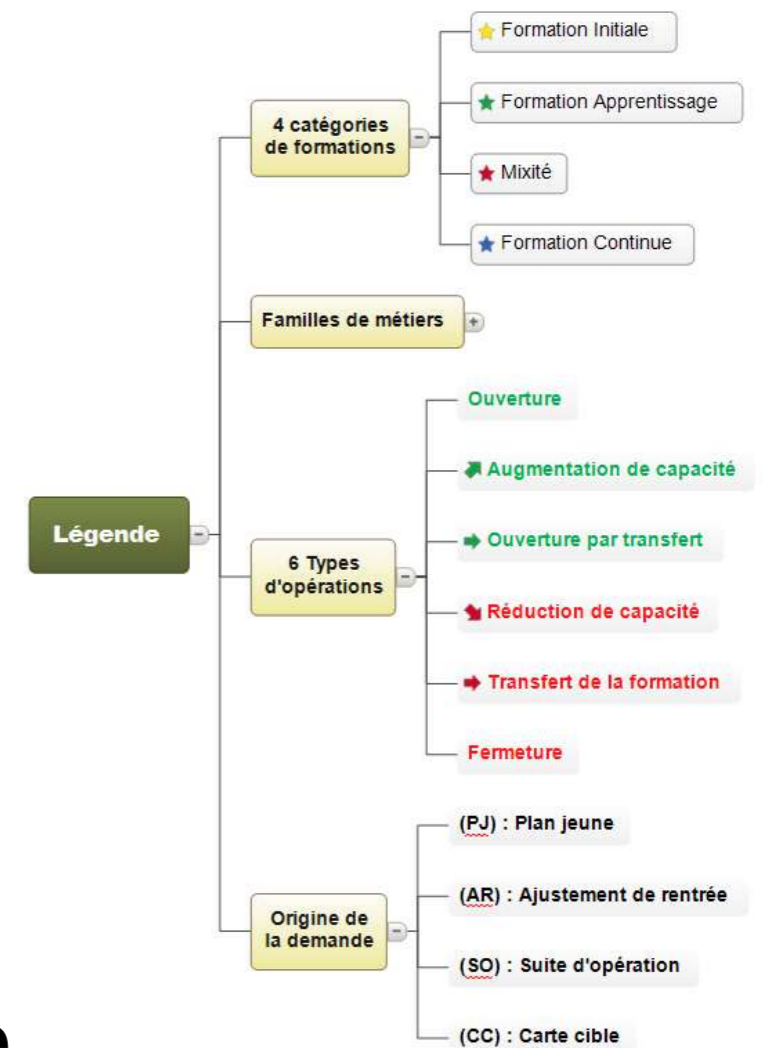 Légende
4 catégories
de formations
Formation Initiale
Formation Apprentissage
Mixité
Formation Continue
Familles de métiers
6 Types
d'opérations
Ouverture
Augmentation de capacité
Ouverture par transfert
Réduction de capacité
Transfert de la formation
Fermeture
Origine de
la demande
(PJ) : Plan jeune
(AR) : Ajustement de rentrée
(SO) : Suite d'opération
(CC) : Carte cible